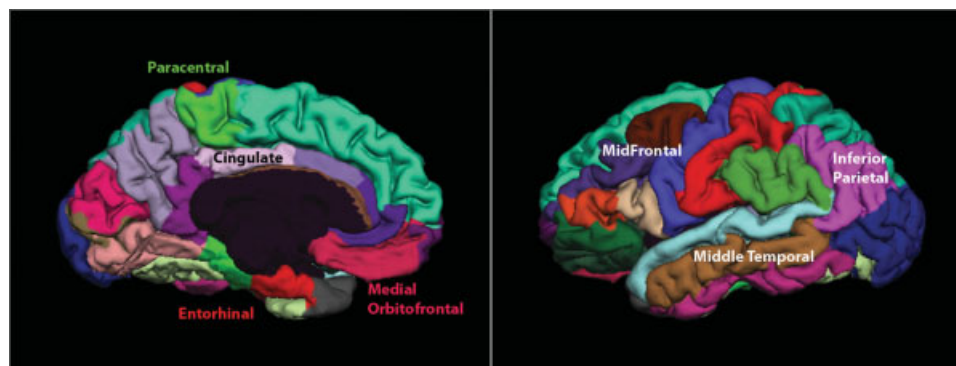 Paracentral
Cingulate
Entorhinal
Medial
Orbitofrontal
MidFrontal
Inferior
Parietal
Middle Temporal